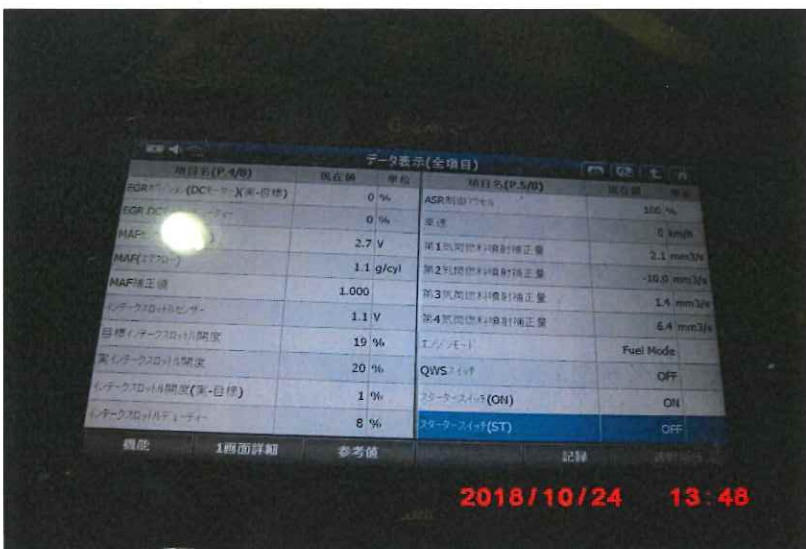 データ表示(全項目)
項目名(P.4/8) 現在値 単位
EGRポジション(DCモーター)(実-目標) 0 %
EGR DC 0 %
MAF 2.7 V
MAF(エアフロー) 1.1 g/cyl
MAF補正値 1.000
インテークスロットルセンサー 1.1 V
目標インテークスロットル開度 19 %
実インテークスロットル開度 20 %
インテークスロットル開度(実-目標) 1 %
インテークスロットルデューティー 8 %
項目名(P.5/8) 現在値 単位
ASR制御アクセル 100 %
車速 0 km/h
第1気筒燃料噴射補正量 2.1 mm3/s
第2気筒燃料噴射補正量 -10.0 mm3/s
第3気筒燃料噴射補正量 1.4 mm3/s
第4気筒燃料噴射補正量 6.4 mm3/s
エンジンモード Fuel Mode
QWSスイッチ OFF
スタータースイッチ(ON) ON
スタータースイッチ(ST) OFF
機能 1画面詳細 参考値 記録
2018/10/24 13:48